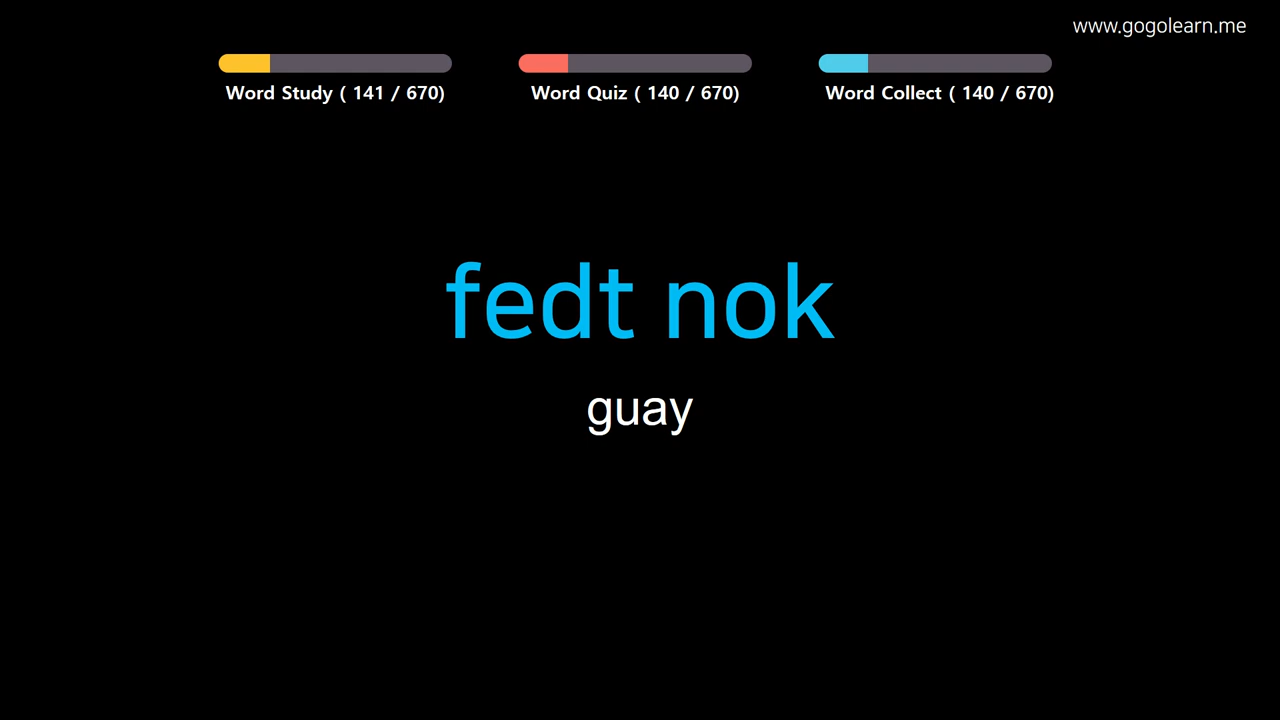 www.gogolearn.me
Word Study ( 141 / 670)
Word Quiz ( 140 / 670)
Word Collect ( 140 / 670)
fedt nok
guay